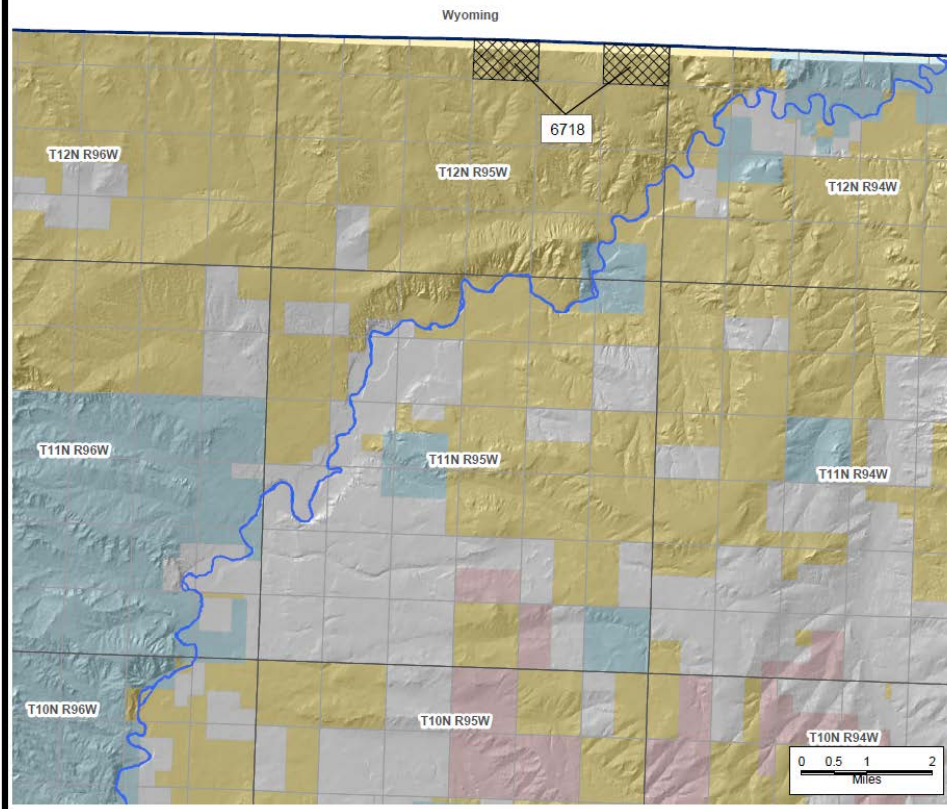 Wyoming
6718
T12N R96W
T12N R95W
T12N R94W
T11N R96W
T11N R95W
T11N R94W
T10N R96W
T10N R95W
T10N R94W
0 0.5 1 2
Miles